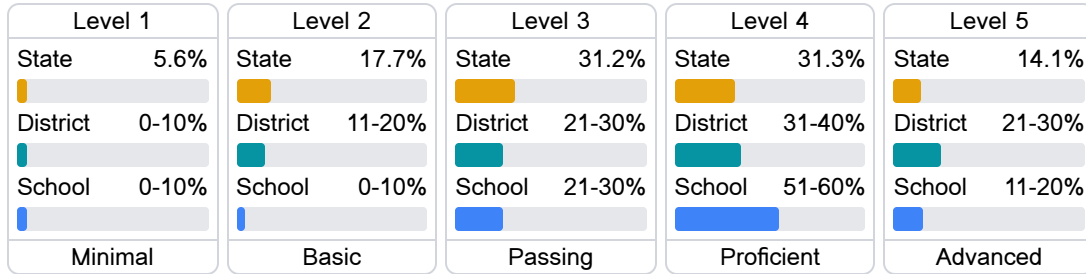 Level 1
State 5.6%
District 0-10%
School 0-10%
Minimal
Level 2
State 17.7%
District 11-20%
School 0-10%
Basic
Level 3
State 31.2%
District 21-30%
School 21-30%
Passing
Level 4
State 31.3%
District 31-40%
School 51-60%
Proficient
Level 5
State 14.1%
District 21-30%
School 11-20%
Advanced